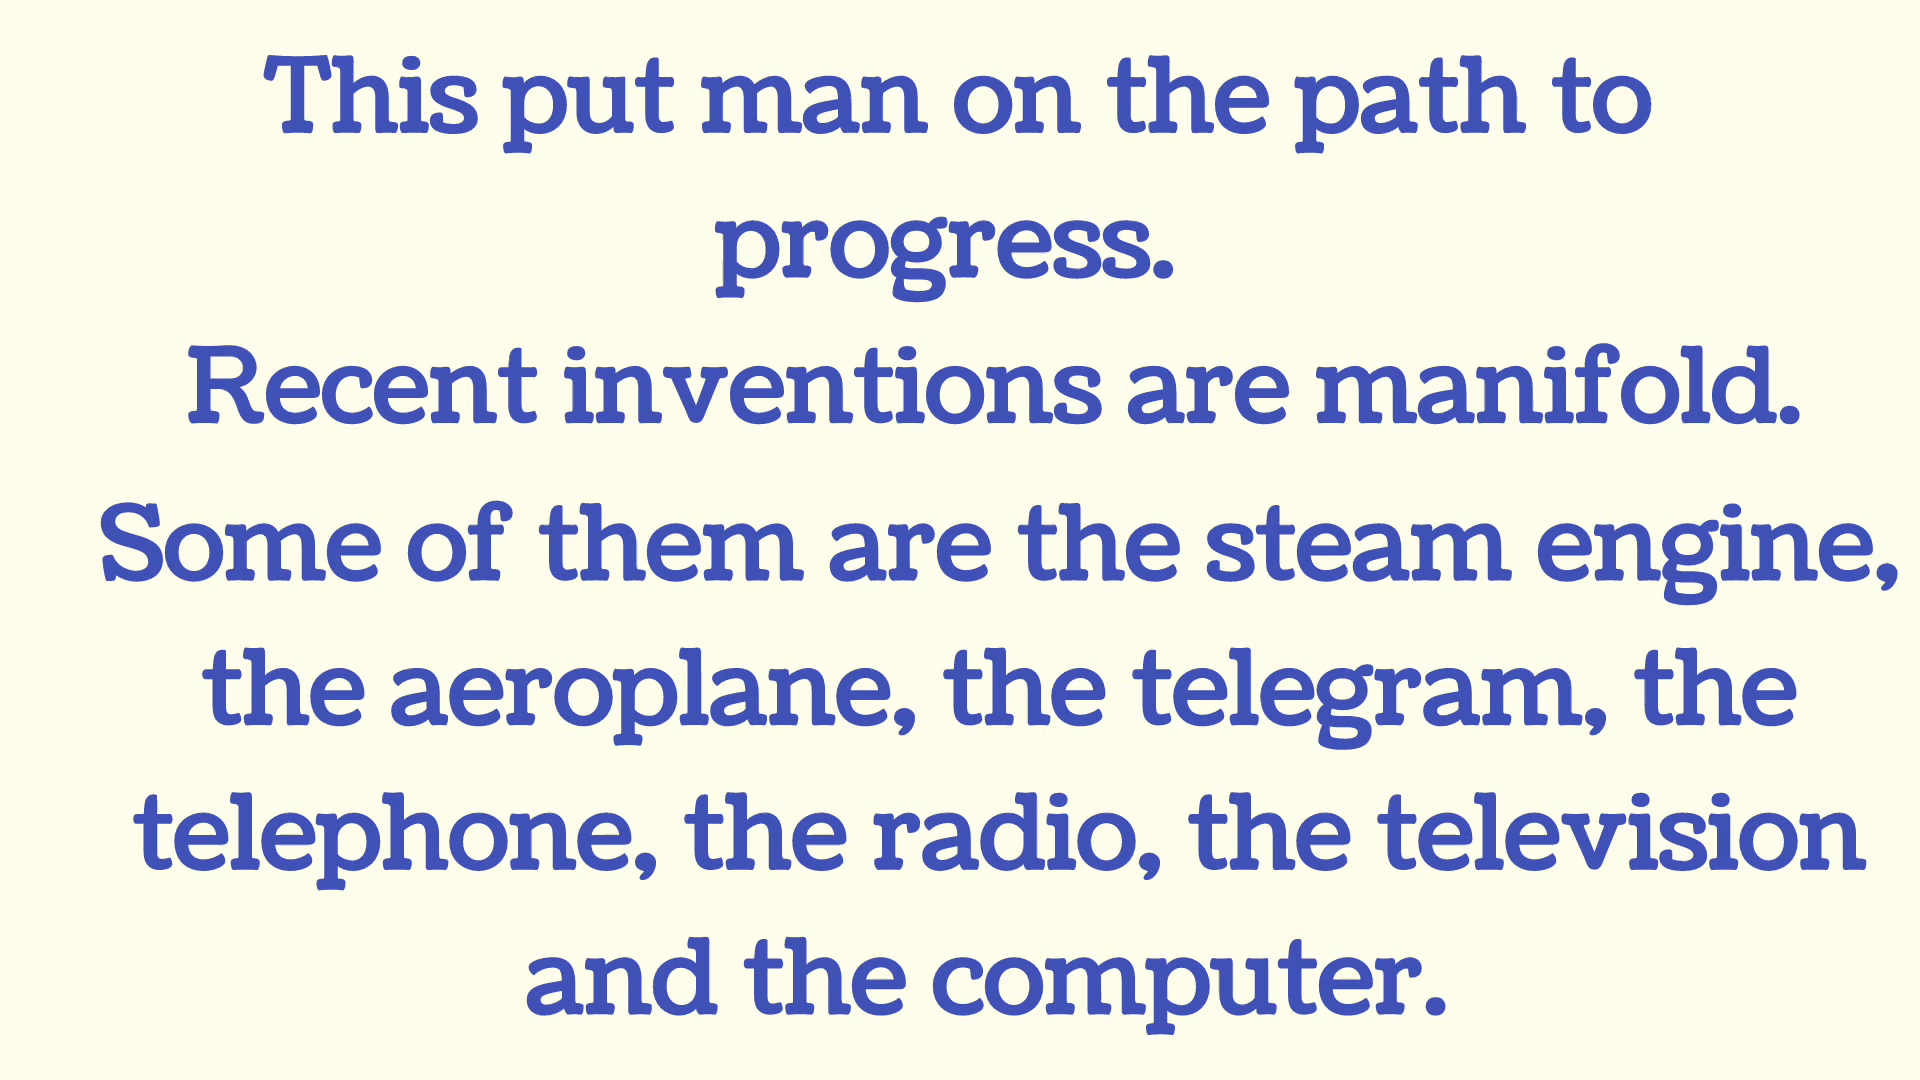 This put man on the path to
progress.
Recent inventions are manifold.
Some of them are the steam engine,
the aeroplane, the telegram, the
telephone, the radio, the television
and the computer.